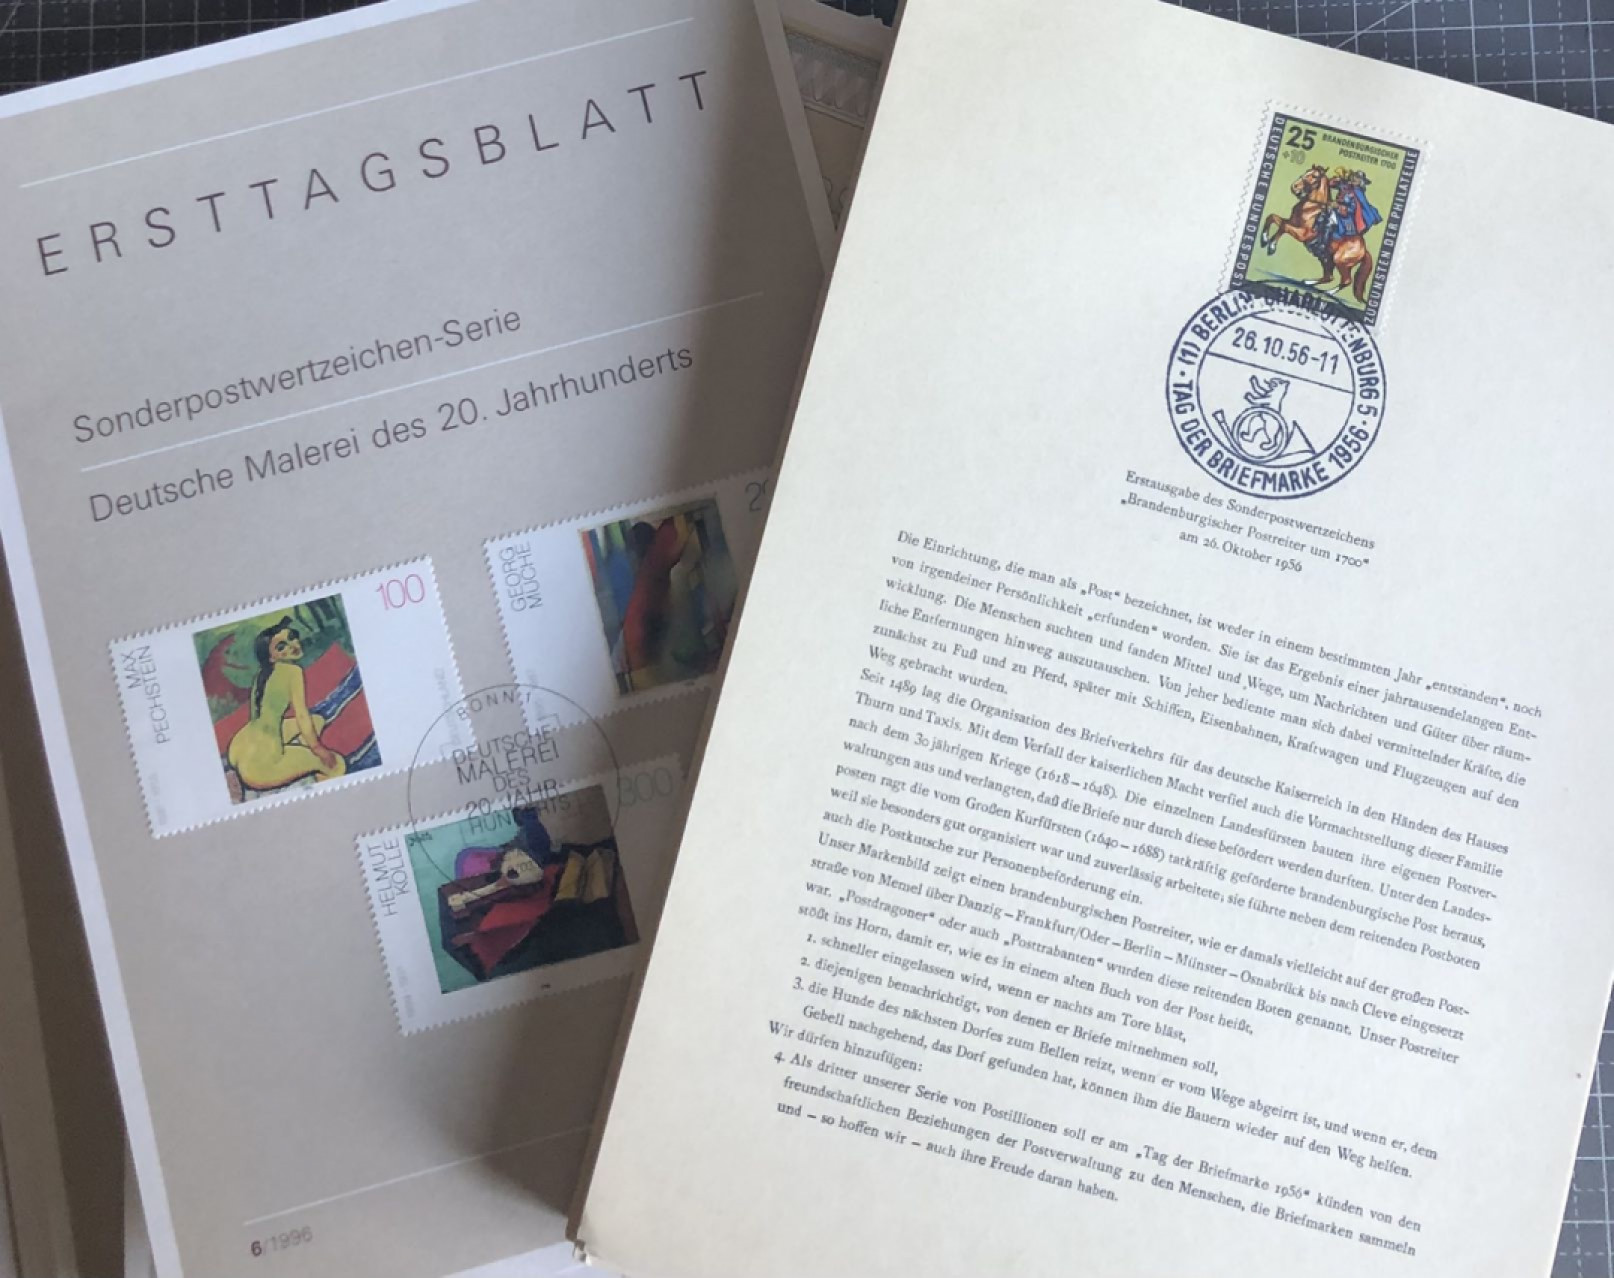 ERSTTAGSBLATT
Sonderpostwertzeichen-Serie
Deutsche Malerei des 20. Jahrhunderts
MAX
PECHSTEIN
100
GEORG
MUCHE
BONN 1
DEUTSCHE
MALEREI
DES
20. JAHR-
HUNDERTS
HELMUT
KOLLE
300
6/1996
25
+10
BRANDENBURGISCHER
POSTREITER 1700
DEUTSCHE BUNDESPOST
ZUGUNSTEN DER PHILATELIE
(1) BERLIN-CHARLOTTENBURG 5
26.10.56-11
TAG DER BRIEFMARKE 1956
Erstausgabe des Sonderpostwertzeichens
„Brandenburgischer Postreiter um 1700“
am 26. Oktober 1956
Die Einrichtung, die man als „Post“ bezeichnet, ist weder in einem bestimmten Jahr „entstanden“, noch
von irgendeiner Persönlichkeit „erfunden“ worden. Sie ist das Ergebnis einer jahrtausendelangen Ent-
wicklung. Die Menschen suchten und fanden Mittel und Wege, um Nachrichten und Güter über räum-
liche Entfernungen hinweg auszutauschen. Von jeher bediente man sich dabei vermittelnder Kräfte, die
zunächst zu Fuß und zu Pferd, später mit Schiffen, Eisenbahnen, Kraftwagen und Flugzeugen auf den
Weg gebracht wurden.
Seit 1489 lag die Organisation des Briefverkehrs für das deutsche Kaiserreich in den Händen des Hauses
Thurn und Taxis. Mit dem Verfall der kaiserlichen Macht verfiel auch die Vormachtstellung dieser Familie
nach dem 30jährigen Kriege (1618–1648). Die einzelnen Landesfürsten bauten ihre eigenen Postver-
waltungen aus und verlangten, daß die Briefe nur durch diese befördert werden durften. Unter den Landes-
posten ragt die vom Großen Kurfürsten (1640–1688) tatkräftig geförderte brandenburgische Post heraus,
weil sie besonders gut organisiert war und zuverlässig arbeitete; sie führte neben dem reitenden Postboten
auch die Postkutsche zur Personenbeförderung ein.
Unser Markenbild zeigt einen brandenburgischen Postreiter, wie er damals vielleicht auf der großen Post-
straße von Memel über Danzig – Frankfurt/Oder – Berlin – Münster – Osnabrück bis nach Cleve eingesetzt
war. „Postdragoner“ oder auch „Posttrabanten“ wurden diese reitenden Boten genannt. Unser Postreiter
stößt ins Horn, damit er, wie es in einem alten Buch von der Post heißt,
1. schneller eingelassen wird, wenn er nachts am Tore bläst,
2. diejenigen benachrichtigt, von denen er Briefe mitnehmen soll,
3. die Hunde des nächsten Dorfes zum Bellen reizt, wenn er vom Wege abgeirrt ist, und wenn er, dem
Gebell nachgehend, das Dorf gefunden hat, können ihm die Bauern wieder auf den Weg helfen.
Wir dürfen hinzufügen:
4. Als dritter unserer Serie von Postillionen soll er am „Tag der Briefmarke 1956“ künden von den
freundschaftlichen Beziehungen der Postverwaltung zu den Menschen, die Briefmarken sammeln
und – so hoffen wir – auch ihre Freude daran haben.